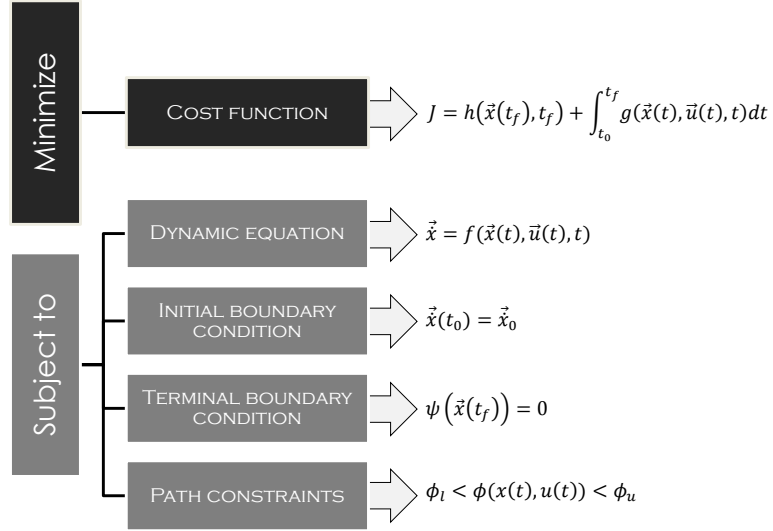 Minimize
COST FUNCTION
J = h(x⃗(t_f), t_f) + ∫_{t_0}^{t_f} g(x⃗(t), u⃗(t), t)dt
Subject to
DYNAMIC EQUATION
ẋ⃗ = f(x⃗(t), u⃗(t), t)
INITIAL BOUNDARY
CONDITION
ẋ⃗(t_0) = ẋ⃗_0
TERMINAL BOUNDARY
CONDITION
ψ(x⃗(t_f)) = 0
PATH CONSTRAINTS
ϕ_l < ϕ(x(t), u(t)) < ϕ_u